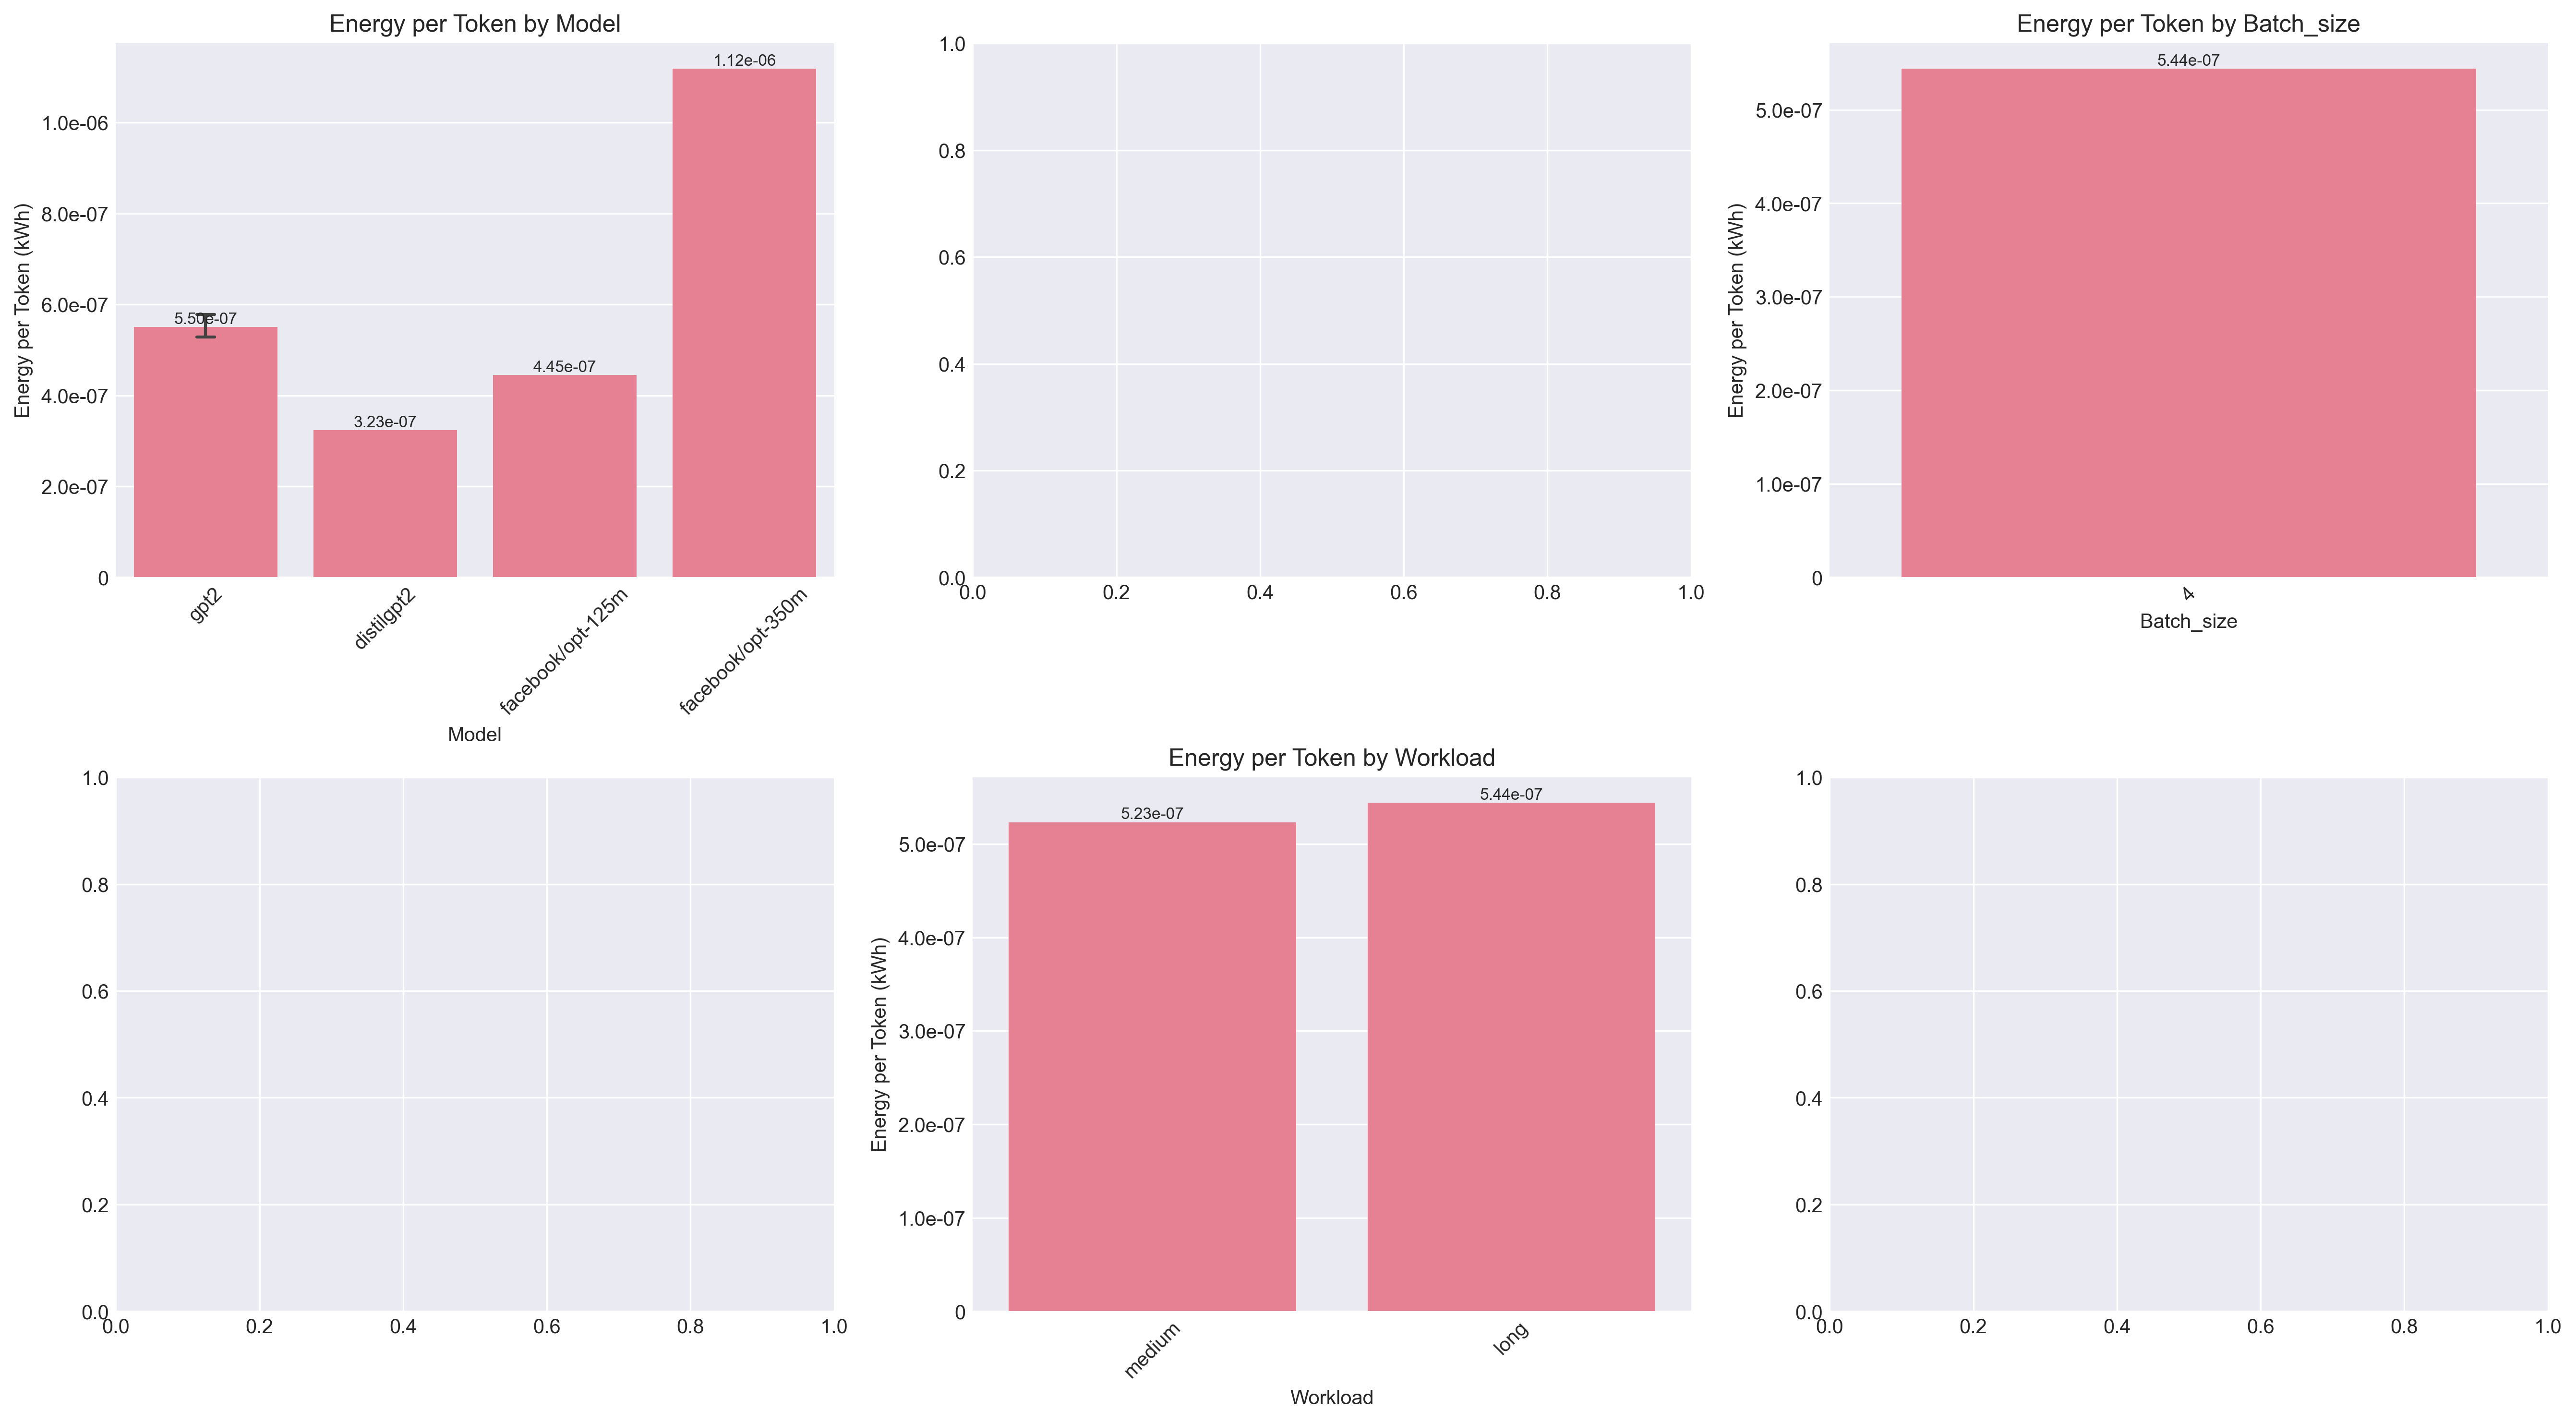 Energy per Token by Model
Energy per Token (kWh)
1.0e-06
8.0e-07
6.0e-07
4.0e-07
2.0e-07
0
5.50e-07
3.23e-07
4.45e-07
1.12e-06
gpt2
distilgpt2
facebook/opt-125m
facebook/opt-350m
Model
1.0
0.8
0.6
0.4
0.2
0.0
0.0 0.2 0.4 0.6 0.8 1.0
Energy per Token by Batch_size
Energy per Token (kWh)
5.0e-07
4.0e-07
3.0e-07
2.0e-07
1.0e-07
0
5.44e-07
4
Batch_size
1.0
0.8
0.6
0.4
0.2
0.0
0.0 0.2 0.4 0.6 0.8 1.0
Energy per Token by Workload
Energy per Token (kWh)
5.0e-07
4.0e-07
3.0e-07
2.0e-07
1.0e-07
0
5.23e-07
5.44e-07
medium
long
Workload
1.0
0.8
0.6
0.4
0.2
0.0
0.0 0.2 0.4 0.6 0.8 1.0